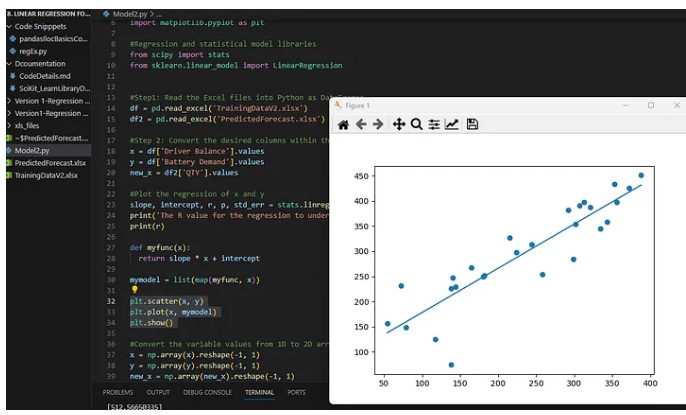 8. LINEAR REGRESSION FO...
Code Snipppets
pandasIlocBasicsCo...
regEx.py
Dcoumentation
CodeDetails.md
SciKit_LearnLibraryD...
Version 1-Regression ...
Version1-Regression ...
xls_files
~$PredictedForecast.xlsx
Model2.py
PredictedForecast.xlsx
TrainingDataV2.xlsx
Model2.py > ...
6 import matplotlib.pyplot as plt
7
8 #Regression and statistical model libraries
9 from scipy import stats
10 from sklearn.linear_model import LinearRegression
11
12
13 #Step1: Read the Excel files into Python as
14 df = pd.read_excel('TrainingDataV2.xlsx')
15 df2 = pd.read_excel('PredictedForecast.xlsx')
16
17 #Step 2: Convert the desired columns within th
18 x = df['Driver Balance'].values
19 y = df['Battery Demand'].values
20 new_x = df2['QTY'].values
21
22 #Plot the regression of x and y
23 slope, intercept, r, p, std_err = stats.linreg
24 print('The R value for the regression to under
25 print(r)
26
27 def myfunc(x):
28 return slope * x + intercept
29
30 mymodel = list(map(myfunc, x))
31
32 plt.scatter(x, y)
33 plt.plot(x, mymodel)
34 plt.show()
35
36 #Convert the variable values from 1D to 2D arr
37 x = np.array(x).reshape(-1, 1)
38 y = np.array(y).reshape(-1, 1)
39 new_x = np.array(new_x).reshape(-1, 1)
PROBLEMS OUTPUT DEBUG CONSOLE TERMINAL PORTS
[512.56650335]
Figure 1
450
400
350
300
250
200
150
100
50 100 150 200 250 300 350 400